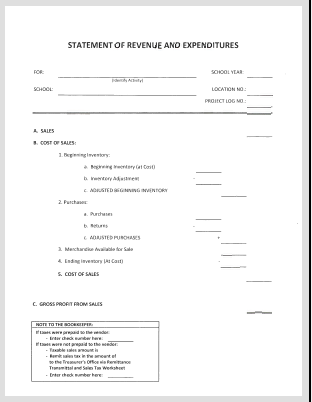 STATEMENT OF REVENUE AND EXPENDITURES
FOR: SCHOOL YEAR:
(Identify Activity)
SCHOOL: LOCATION NO.:
PROJECT LOG NO.:
A. SALES
B. COST OF SALES:
1. Beginning Inventory:
a. Beginning Inventory (at Cost)
b. Inventory Adjustment -
c. ADJUSTED BEGINNING INVENTORY
2. Purchases:
a. Purchases
b. Returns -
c. ADJUSTED PURCHASES +
3. Merchandise Available for Sale
4. Ending Inventory (At Cost) -
5. COST OF SALES
C. GROSS PROFIT FROM SALES
NOTE TO THE BOOKKEEPER:
If taxes were prepaid to the vendor:
- Enter check number here:
If taxes were not prepaid to the vendor:
- Taxable sales amount is
- Remit sales tax in the amount of
to the Treasurer's Office via Remittance
Transmittal and Sales Tax Worksheet
- Enter check number here: